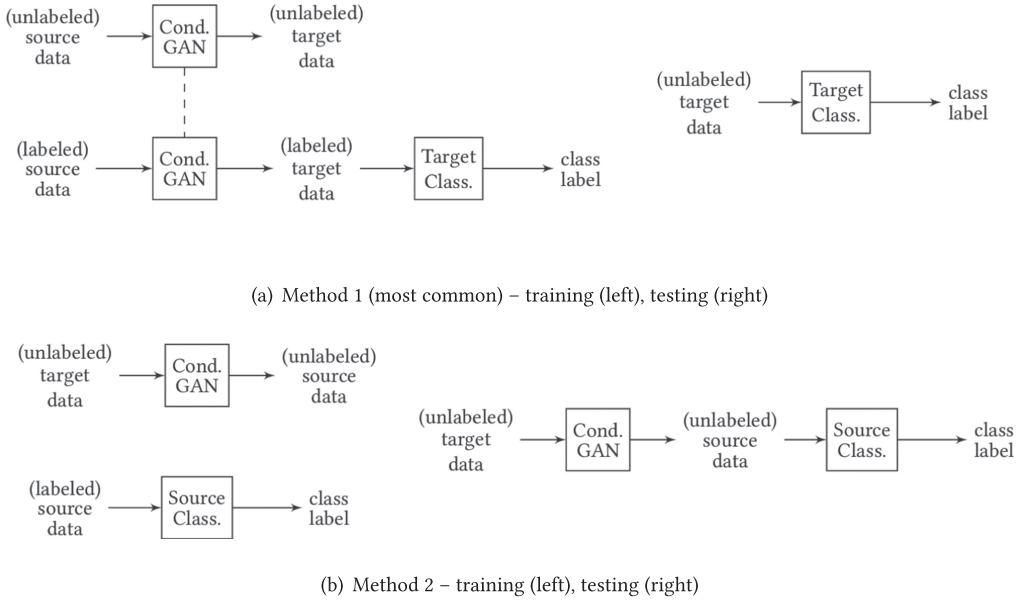 (unlabeled)
source
data
Cond.
GAN
(unlabeled)
target
data
(labeled)
source
data
Cond.
GAN
(labeled)
target
data
Target
Class.
class
label
(unlabeled)
target
data
Target
Class.
class
label
(a) Method 1 (most common) – training (left), testing (right)
(unlabeled)
target
data
Cond.
GAN
(unlabeled)
source
data
(labeled)
source
data
Source
Class.
class
label
(unlabeled)
target
data
Cond.
GAN
(unlabeled)
source
data
Source
Class.
class
label
(b) Method 2 – training (left), testing (right)